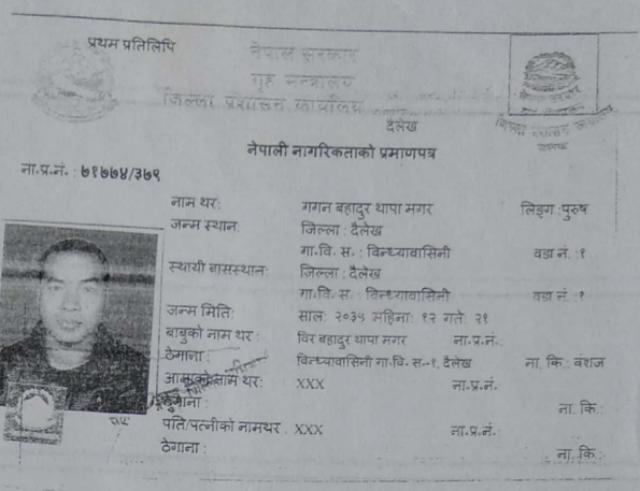 प्रथम प्रतिलिपि
नेपाल सरकार
गृह मन्त्रालय
जिल्ला प्रशासन कार्यालय
दैलेख
नेपाली नागरिकताको प्रमाणपत्र
ना.प्र.नं. : ७१७७४/३७९
नाम थर: गगन बहादुर थापा मगर लिङ्ग :पुरुष
जन्म स्थान: जिल्ला : दैलेख
गा.वि. स. : विन्ध्यावासिनी वडा नं. :१
स्थायी बासस्थान: जिल्ला : दैलेख
गा.वि. स. : विन्ध्यावासिनी वडा नं. :१
जन्म मिति: साल: २०३५ महिना: १२ गते: २१
बाबुको नाम थर: विर बहादुर थापा मगर ना.प्र.नं.
ठेगाना: विन्ध्यावासिनी गा.वि. स.-१, दैलेख ना. कि: वंशज
आमाको नाम थर: XXX ना.प्र.नं.
ठेगाना : ना. कि:
पति/पत्नीको नामथर . XXX ना.प्र.नं.
ठेगाना : ना. कि: